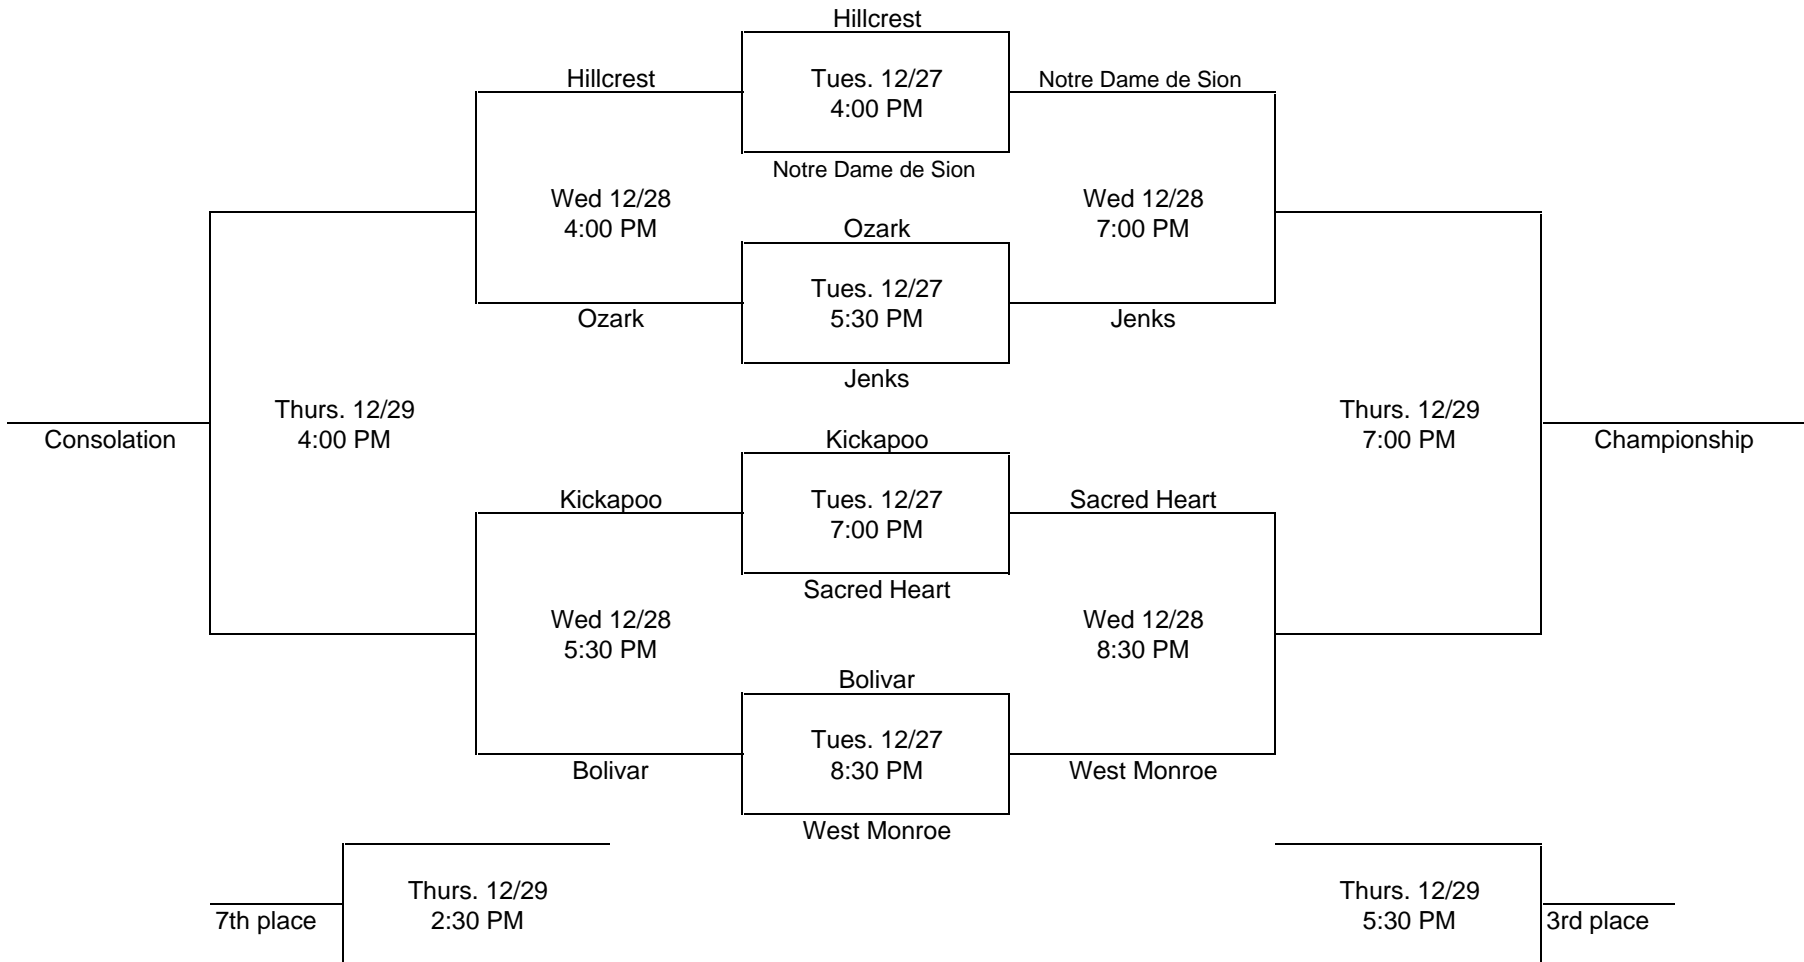 Hillcrest
Hillcrest
Tues. 12/27
4:00 PM
Notre Dame de Sion
Notre Dame de Sion
Wed 12/28
4:00 PM
Wed 12/28
7:00 PM
Ozark
Tues. 12/27
5:30 PM
Ozark
Jenks
Jenks
Thurs. 12/29
4:00 PM
Thurs. 12/29
7:00 PM
Consolation
Kickapoo
Championship
Kickapoo
Tues. 12/27
7:00 PM
Sacred Heart
Sacred Heart
Wed 12/28
5:30 PM
Wed 12/28
8:30 PM
Bolivar
Tues. 12/27
8:30 PM
Bolivar
West Monroe
West Monroe
Thurs. 12/29
2:30 PM
7th place
Thurs. 12/29
5:30 PM
3rd place